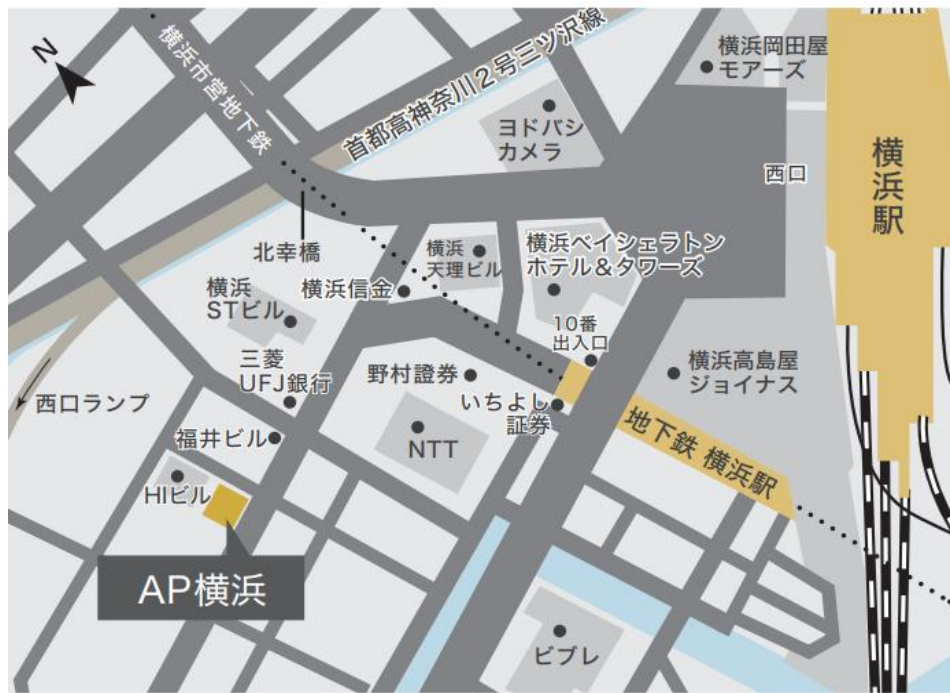 N
横浜市営地下鉄
首都高神奈川2号三ツ沢線
横浜岡田屋
モアーズ
ヨドバシ
カメラ
西口
横浜駅
北幸橋
横浜
天理ビル
横浜ベイシェラトン
ホテル&タワーズ
横浜
STビル
横浜信金
10番
出入口
三菱
UFJ銀行
野村證券
横浜高島屋
ジョイナス
西口ランプ
いちよし
証券
福井ビル
NTT
地下鉄 横浜駅
HIビル
AP横浜
ビブレ